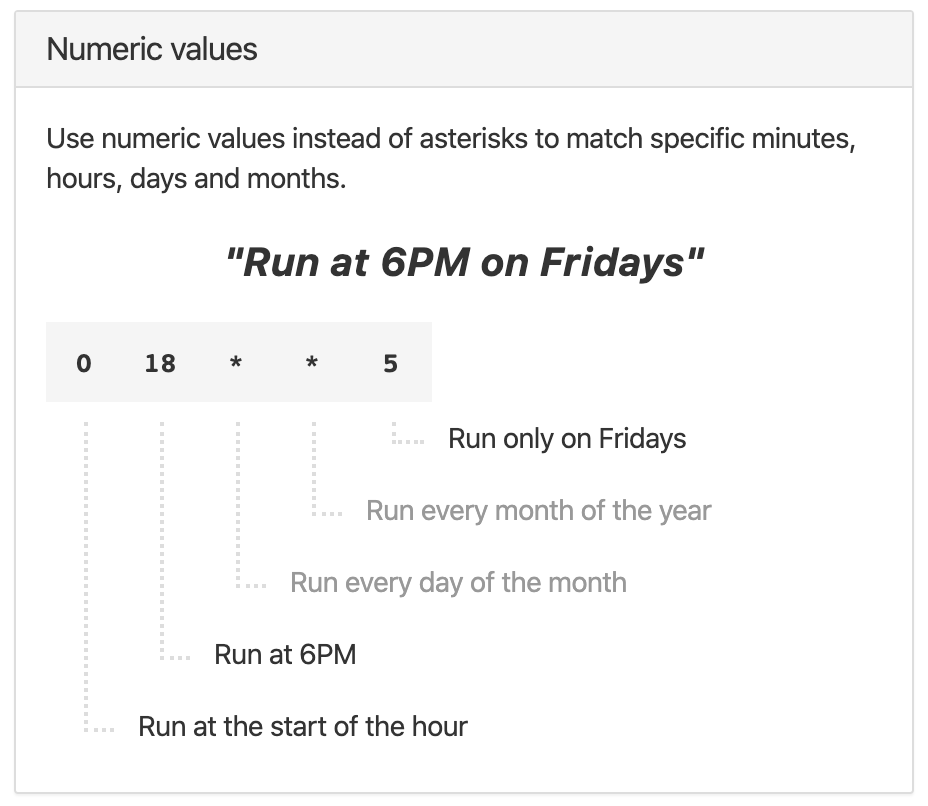 Numeric values
Use numeric values instead of asterisks to match specific minutes,
hours, days and months.
"Run at 6PM on Fridays"
0 18 * * 5
Run only on Fridays
Run every month of the year
Run every day of the month
Run at 6PM
Run at the start of the hour